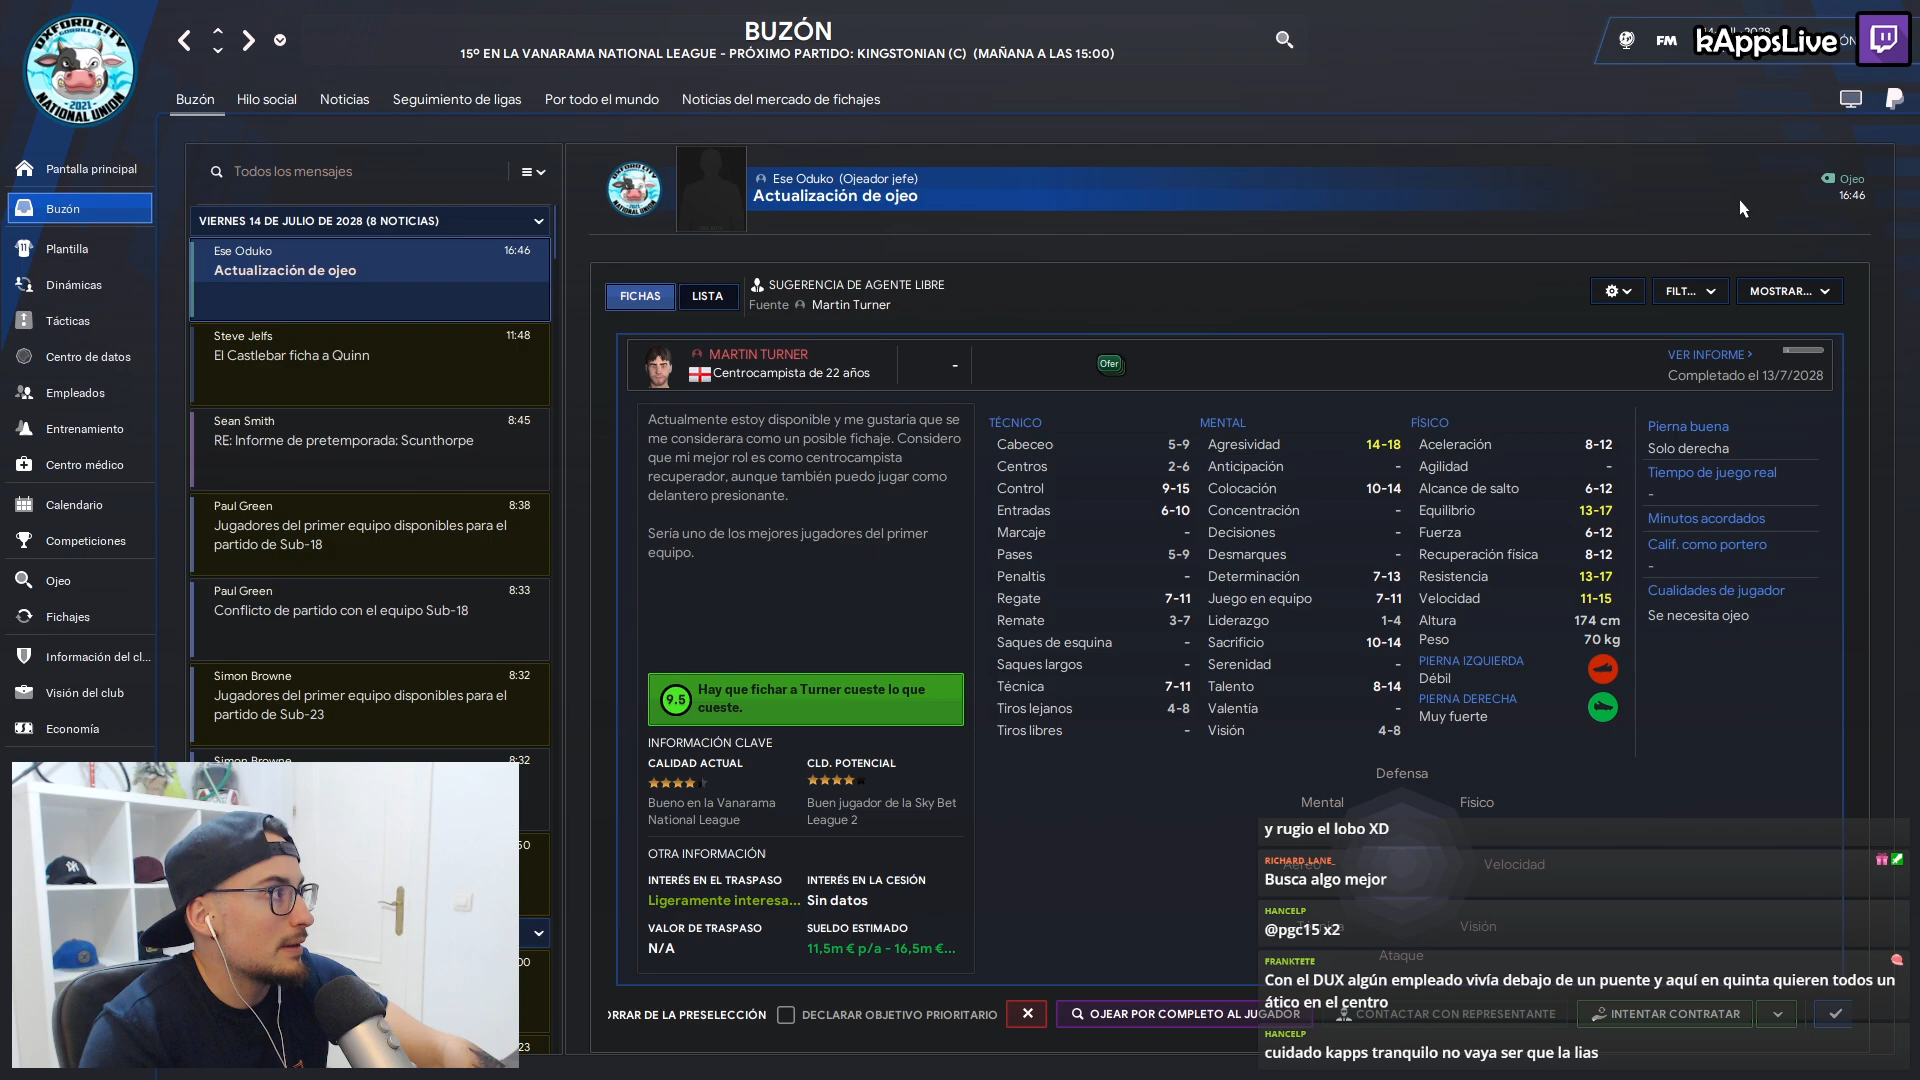 BUZÓN
15º EN LA VANARAMA NATIONAL LEAGUE - PRÓXIMO PARTIDO: KINGSTONIAN (C) (MAÑANA A LAS 15:00)
FM
kAppsLive
OXFORD CITY
GORRILLAS
- 2021 -
NATIONAL UNION
Buzón
Hilo social
Noticias
Seguimiento de ligas
Por todo el mundo
Noticias del mercado de fichajes
Pantalla principal
Buzón
Plantilla
Dinámicas
Tácticas
Centro de datos
Empleados
Entrenamiento
Centro médico
Calendario
Competiciones
Ojeo
Fichajes
Información del cl...
Visión del club
Economía
Todos los mensajes
VIERNES 14 DE JULIO DE 2028 (8 NOTICIAS)
Ese Oduko 16:46
Actualización de ojeo
Steve Jelfs 11:48
El Castlebar ficha a Quinn
Sean Smith 8:45
RE: Informe de pretemporada: Scunthorpe
Paul Green 8:38
Jugadores del primer equipo disponibles para el
partido de Sub-18
Paul Green 8:33
Conflicto de partido con el equipo Sub-18
Simon Browne 8:32
Jugadores del primer equipo disponibles para el
partido de Sub-23
Simon Browne 8:32
Ese Oduko (Ojeador jefe)
Actualización de ojeo
Ojeo
16:46
FICHAS
LISTA
SUGERENCIA DE AGENTE LIBRE
Fuente Martin Turner
FILT...
MOSTRAR...
MARTIN TURNER
Centrocampista de 22 años
-
Ofer
VER INFORME >
Completado el 13/7/2028
Actualmente estoy disponible y me gustaría que se
me considerara como un posible fichaje. Considero
que mi mejor rol es como centrocampista
recuperador, aunque también puedo jugar como
delantero presionante.
Sería uno de los mejores jugadores del primer
equipo.
9.5 Hay que fichar a Turner cueste lo que
cueste.
INFORMACIÓN CLAVE
CALIDAD ACTUAL
Bueno en la Vanarama
National League
CLD. POTENCIAL
Buen jugador de la Sky Bet
League 2
OTRA INFORMACIÓN
INTERÉS EN EL TRASPASO
Ligeramente interesa...
INTERÉS EN LA CESIÓN
Sin datos
VALOR DE TRASPASO
N/A
SUELDO ESTIMADO
11,5m € p/a - 16,5m €...
TÉCNICO
Cabeceo 5-9
Centros 2-6
Control 9-15
Entradas 6-10
Marcaje -
Pases 5-9
Penaltis -
Regate 7-11
Remate 3-7
Saques de esquina -
Saques largos -
Técnica 7-11
Tiros lejanos 4-8
Tiros libres -
MENTAL
Agresividad 14-18
Anticipación -
Colocación 10-14
Concentración -
Decisiones -
Desmarques -
Determinación 7-13
Juego en equipo 7-11
Liderazgo 1-4
Sacrificio 10-14
Serenidad -
Talento 8-14
Valentía -
Visión 4-8
FÍSICO
Aceleración 8-12
Agilidad -
Alcance de salto 6-12
Equilibrio 13-17
Fuerza 6-12
Recuperación física 8-12
Resistencia 13-17
Velocidad 11-15
Altura 174 cm
Peso 70 kg
PIERNA IZQUIERDA
Débil
PIERNA DERECHA
Muy fuerte
Pierna buena
Solo derecha
Tiempo de juego real
-
Minutos acordados
Calif. como portero
-
Cualidades de jugador
Se necesita ojeo
Defensa
Mental
Físico
Velocidad
Visión
Ataque
y rugio el lobo XD
RICHARD_LANE_
Busca algo mejor
HANCELP
@pgc15 x2
FRANKTETE
Con el DUX algún empleado vivía debajo de un puente y aquí en quinta quieren todos un
ático en el centro
HANCELP
cuidado kapps tranquilo no vaya ser que la lias
ORRAR DE LA PRESELECCIÓN
DECLARAR OBJETIVO PRIORITARIO
OJEAR POR COMPLETO AL JUGADOR
CONTACTAR CON REPRESENTANTE
INTENTAR CONTRATAR